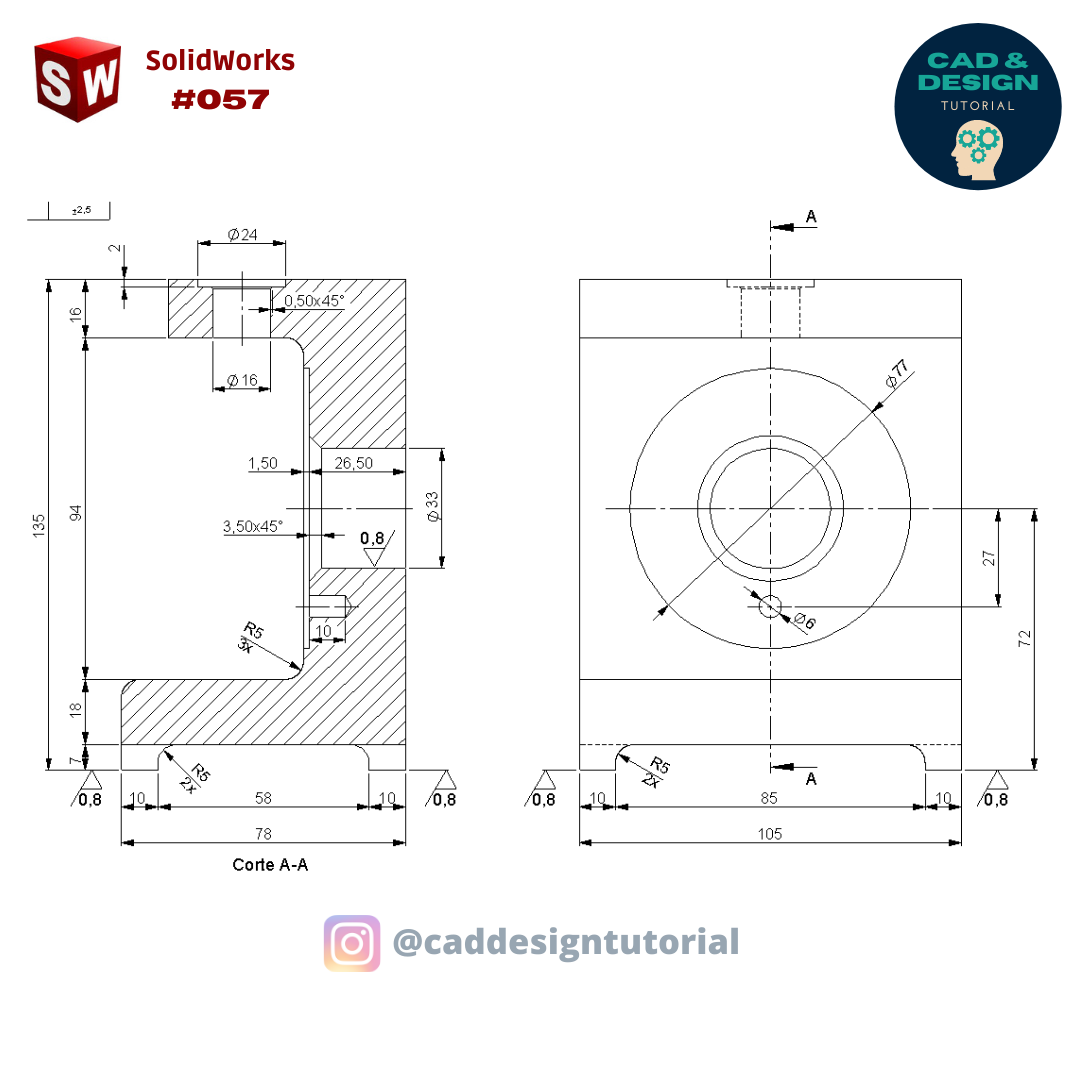 SolidWorks
#057
S W
CAD &
DESIGN
TUTORIAL
±2,5
A
2
Ø24
16
0,50x45°
Ø16
Ø77
1,50
26,50
135
94
Ø33
3,50x45°
0,8
27
10
Ø6
R5
3x
72
18
7
R5
2x
R5
2x
A
0,8
10
58
10
0,8
0,8
10
85
10
0,8
78
105
Corte A-A
@caddesigntutorial